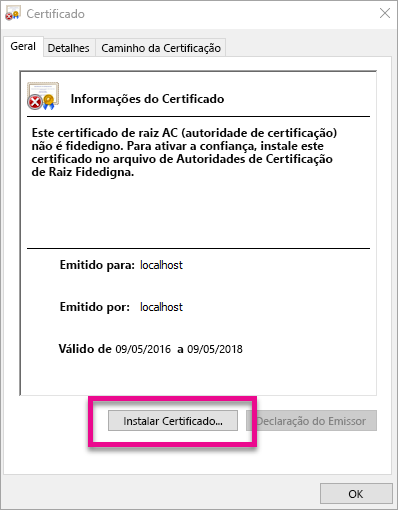 Certificado
Geral Detalhes Caminho da Certificação
Informações do Certificado
Este certificado de raiz AC (autoridade de certificação)
não é fidedigno. Para ativar a confiança, instale este
certificado no arquivo de Autoridades de Certificação
de Raiz Fidedigna.
Emitido para: localhost
Emitido por: localhost
Válido de 09/05/2016 a 09/05/2018
Instalar Certificado... Declaração do Emissor
OK